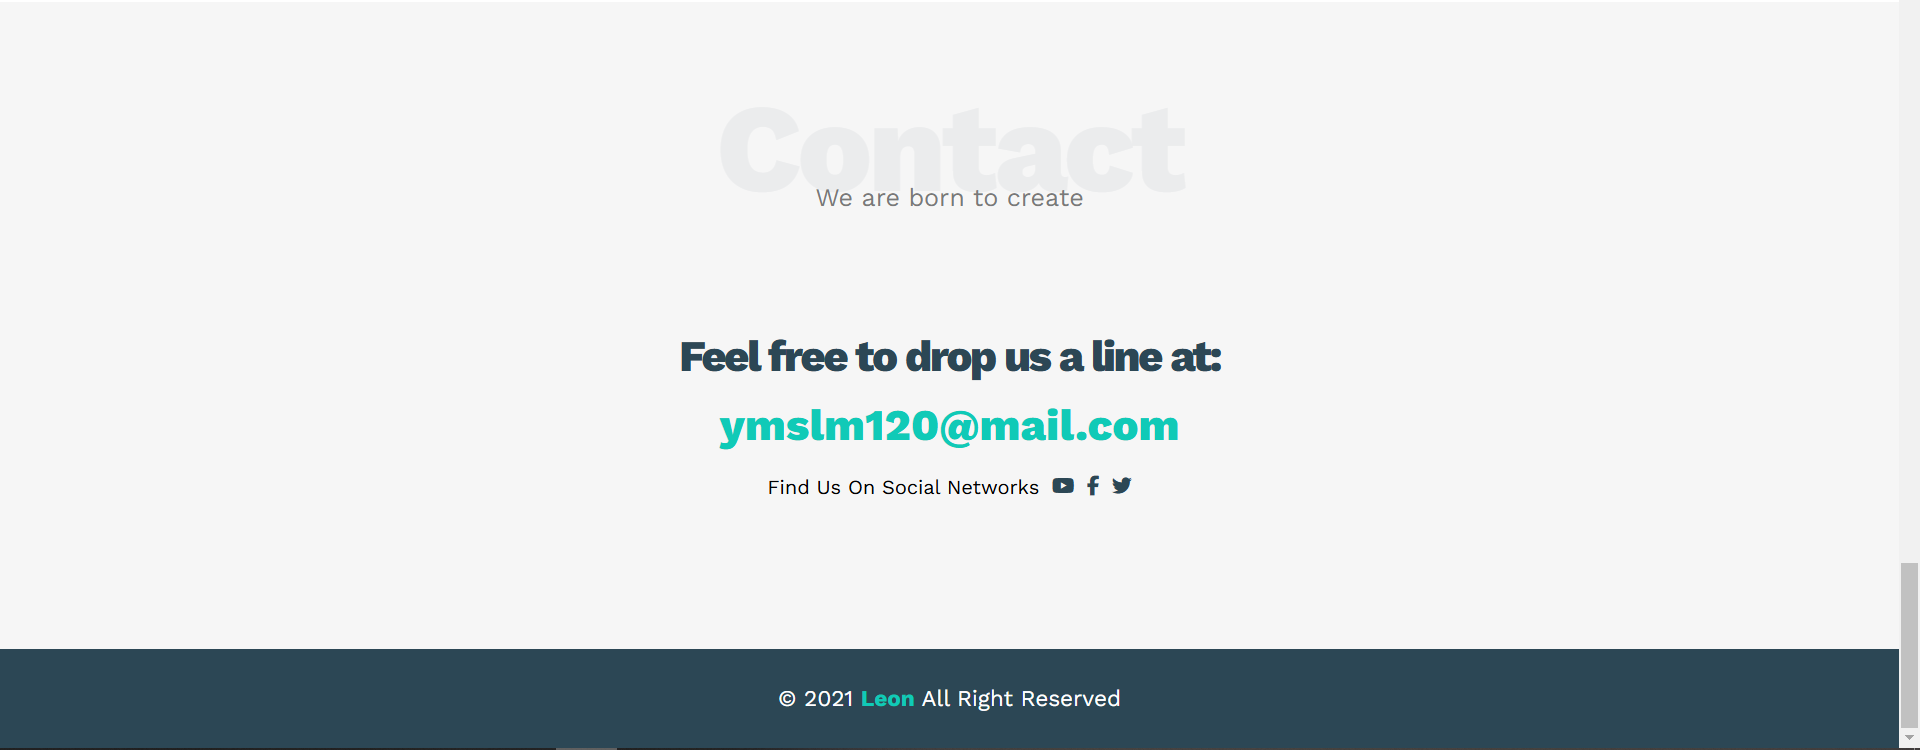 Contact
We are born to create
Feel free to drop us a line at:
ymslm120@mail.com
Find Us On Social Networks
© 2021 Leon All Right Reserved